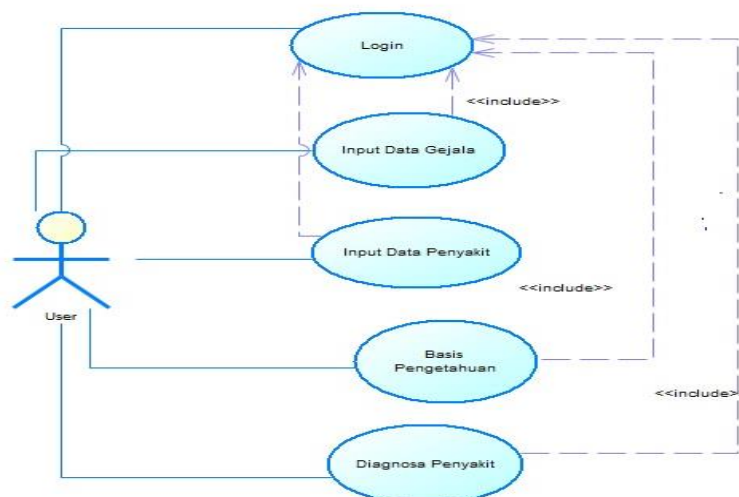 Login
<<include>>
Input Data Gejala
Input Data Penyakit
<<include>>
User
Basis
Pengetahuan
<<include>
Diagnosa Penyakit